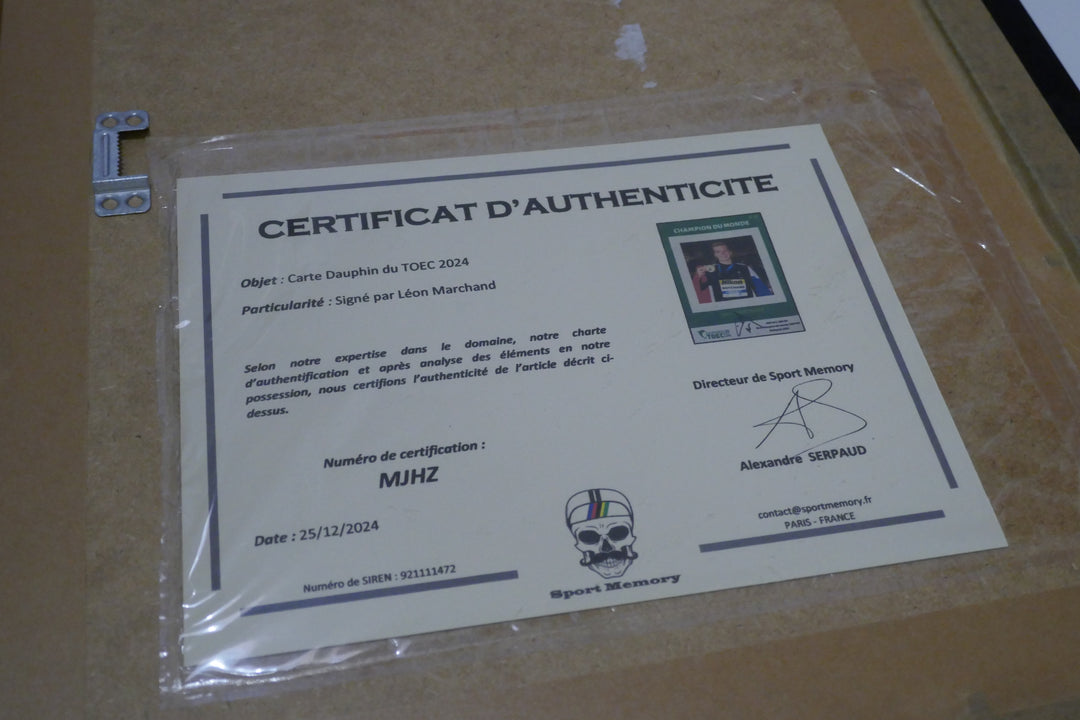 CERTIFICAT D'AUTHENTICITE
Objet : Carte Dauphin du TOEC 2024
Particularité : Signé par Léon Marchand
CHAMPION DU MONDE
Selon notre expertise dans le domaine, notre charte
d'authentification et après analyse des éléments en notre
possession, nous certifions l'authenticité de l'article décrit ci-
dessus.
Directeur de Sport Memory
Alexandre SERPAUD
Numéro de certification :
MJHZ
contact@sportmemory.fr
PARIS - FRANCE
Date : 25/12/2024
Numéro de SIREN : 921111472
Sport Memory